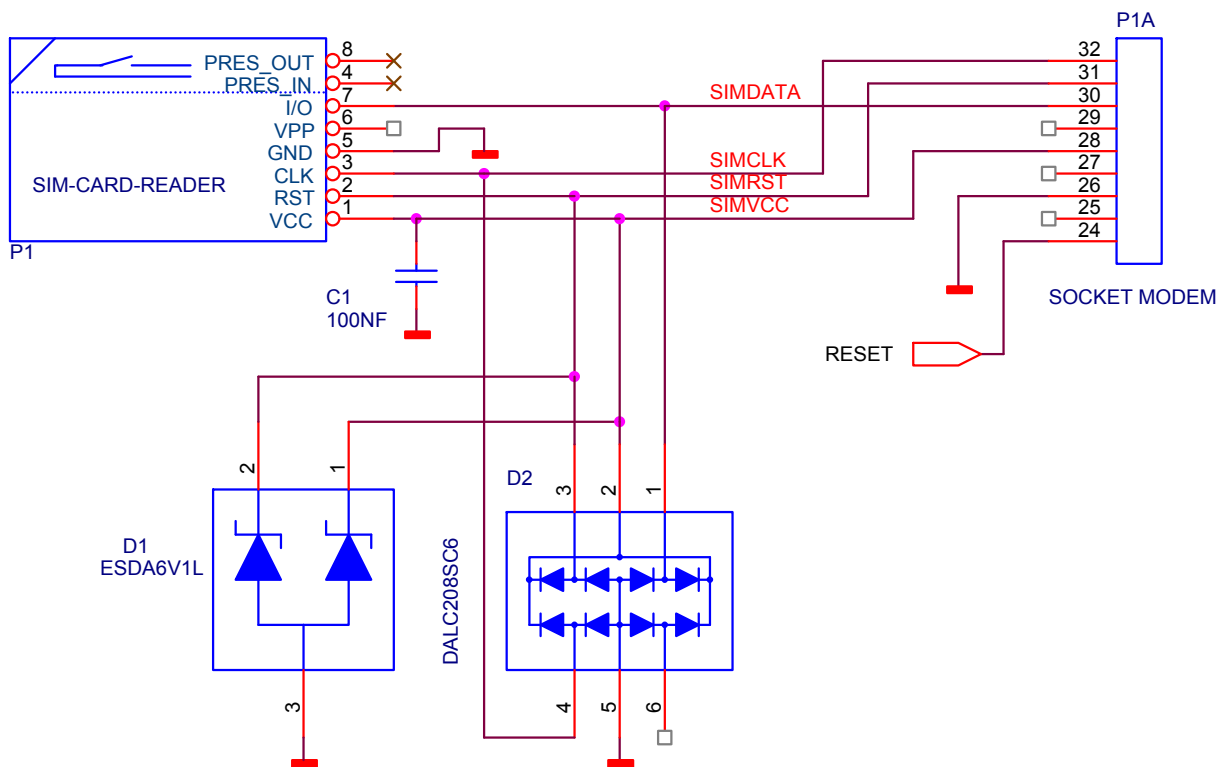 P1A
8
PRES_OUT
4
PRES_IN
7
I/O
6
VPP
5
GND
3
CLK
2
RST
1
VCC
SIM-CARD-READER
P1
SIMDATA
SIMCLK
SIMRST
SIMVCC
32
31
30
29
28
27
26
25
24
SOCKET MODEM
C1
100NF
RESET
2
1
D1
ESDA6V1L
3
D2
3
2
1
DALC208SC6
4
5
6